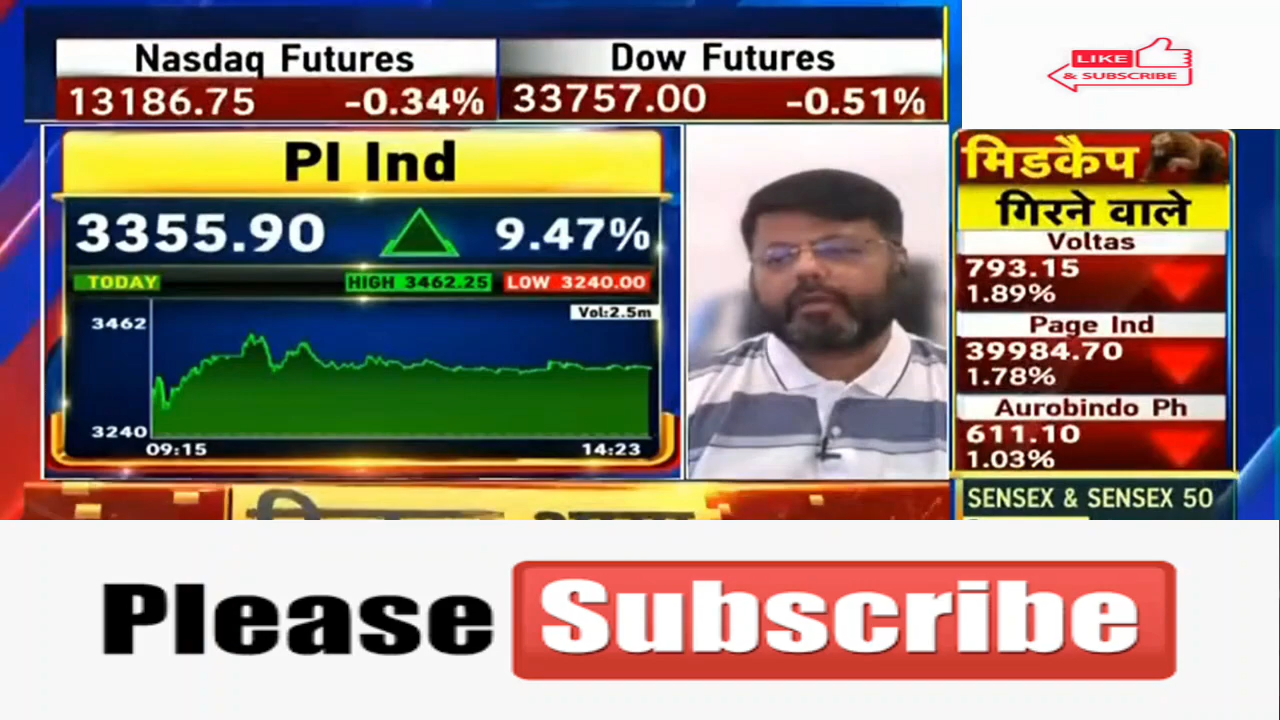 Nasdaq Futures
13186.75 -0.34%
Dow Futures
33757.00 -0.51%
LIKE
& SUBSCRIBE
PI Ind
3355.90 9.47%
TODAY HIGH 3462.25 LOW 3240.00
Vol:2.5m
3462
3240
09:15 14:23
मिडकैप
गिरने वाले
Voltas
793.15
1.89%
Page Ind
39984.70
1.78%
Aurobindo Ph
611.10
1.03%
SENSEX & SENSEX 50
Please Subscribe